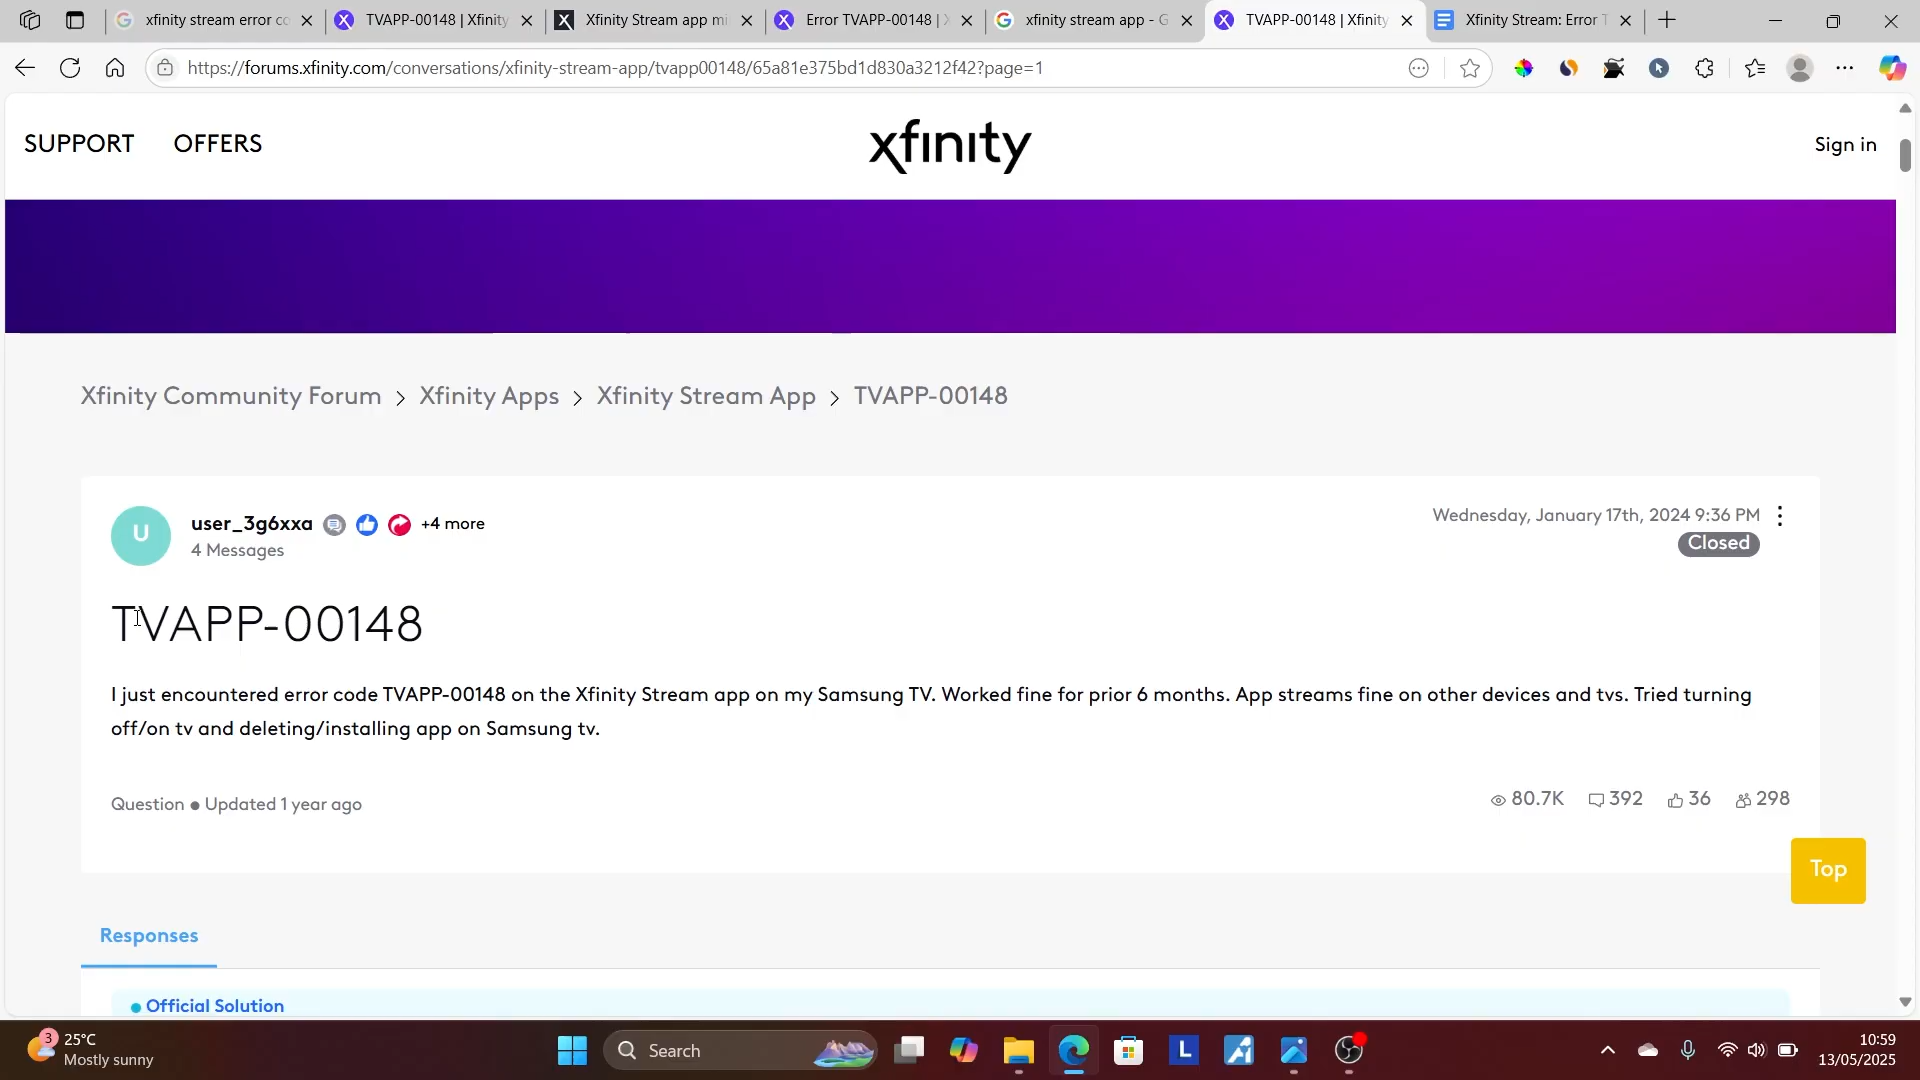 xfinity stream error co
TVAPP-00148 | Xfinity
Xfinity Stream app mi
Error TVAPP-00148 |
xfinity stream app - G
TVAPP-00148 | Xfinity
Xfinity Stream: Error T
https://forums.xfinity.com/conversations/xfinity-stream-app/tvapp00148/65a81e375bd1d830a3212f42?page=1
SUPPORT
OFFERS
xfinity
Sign in
Xfinity Community Forum > Xfinity Apps > Xfinity Stream App > TVAPP-00148
U
user_3g6xxa
+4 more
4 Messages
Wednesday, January 17th, 2024 9:36 PM
Closed
TVAPP-00148
I just encountered error code TVAPP-00148 on the Xfinity Stream app on my Samsung TV. Worked fine for prior 6 months. App streams fine on other devices and tvs. Tried turning
off/on tv and deleting/installing app on Samsung tv.
Question • Updated 1 year ago
80.7K
392
36
298
Top
Responses
• Official Solution
3
25°C
Mostly sunny
Search
L
10:59
13/05/2025